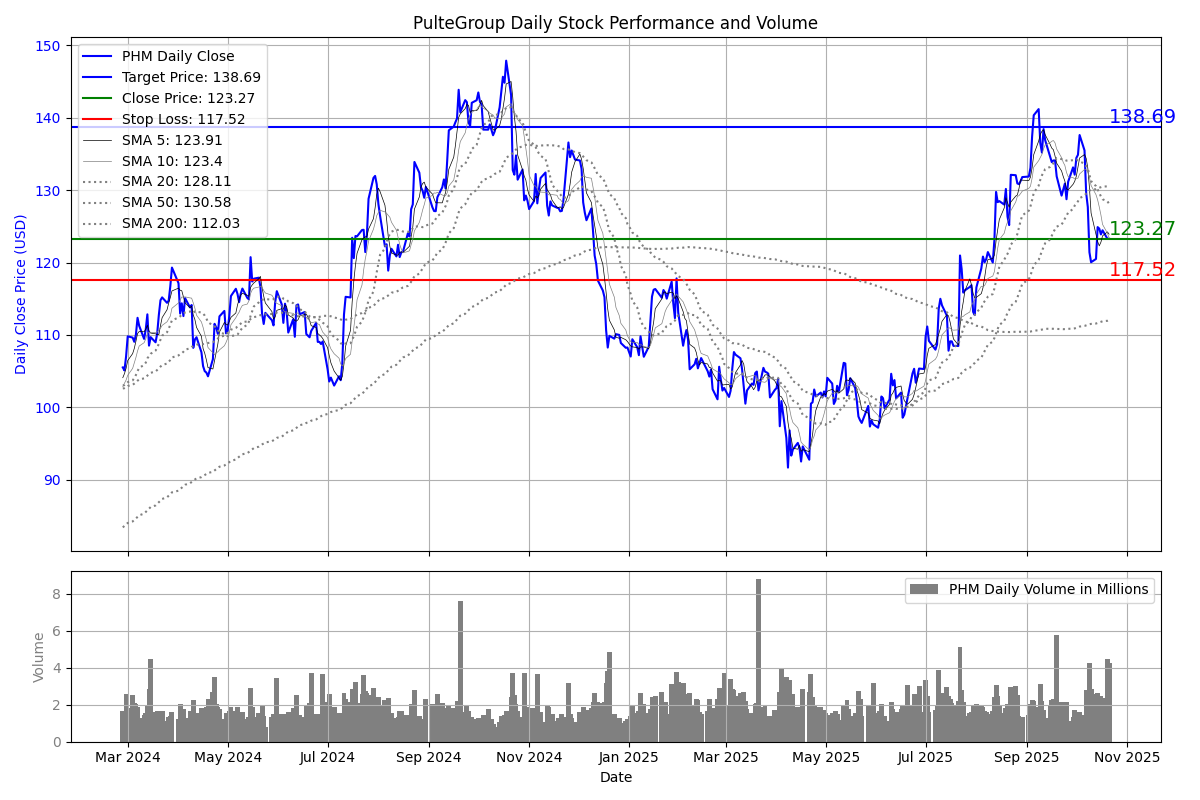 PulteGroup Daily Stock Performance and Volume
150
140
130
120
110
100
90
Daily Close Price (USD)
PHM Daily Close
Target Price: 138.69
Close Price: 123.27
Stop Loss: 117.52
SMA 5: 123.91
SMA 10: 123.4
SMA 20: 128.11
SMA 50: 130.58
SMA 200: 112.03
138.69
123.27
117.52
8
6
4
2
0
Volume
PHM Daily Volume in Millions
Mar 2024 May 2024 Jul 2024 Sep 2024 Nov 2024 Jan 2025 Mar 2025 May 2025 Jul 2025 Sep 2025 Nov 2025
Date